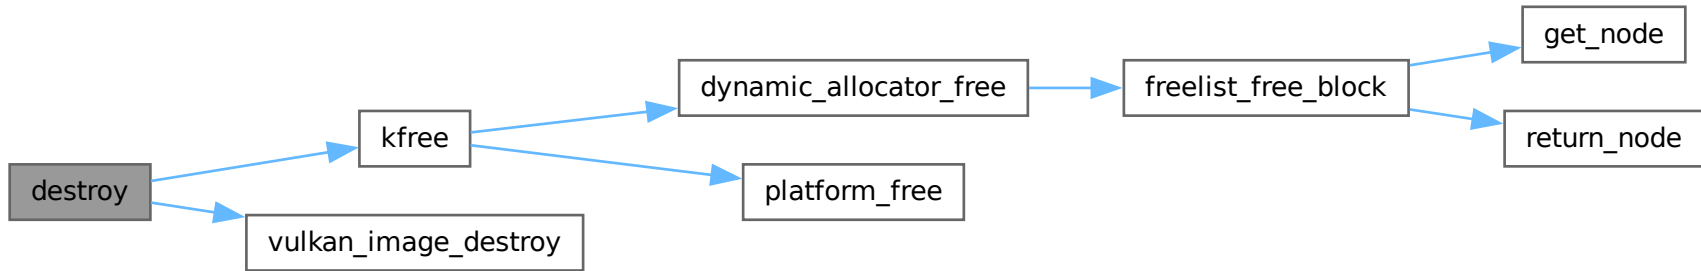 destroy
kfree
vulkan_image_destroy
dynamic_allocator_free
platform_free
freelist_free_block
get_node
return_node